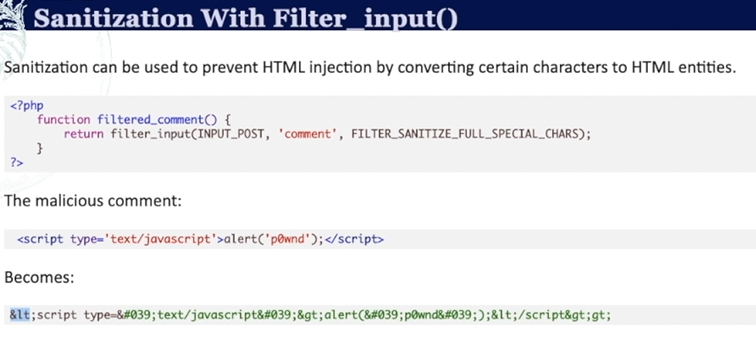 Sanitization With Filter_input()
Sanitization can be used to prevent HTML injection by converting certain characters to HTML entities.
<?php
function filtered_comment() {
return filter_input(INPUT_POST, 'comment', FILTER_SANITIZE_FULL_SPECIAL_CHARS);
}
?>
The malicious comment:
<script type='text/javascript'>alert('p0wnd');</script>
Becomes:
&lt;script type=&#039;text/javascript&#039;&gt;alert(&#039;p0wnd&#039;);&lt;/script&gt;gt;